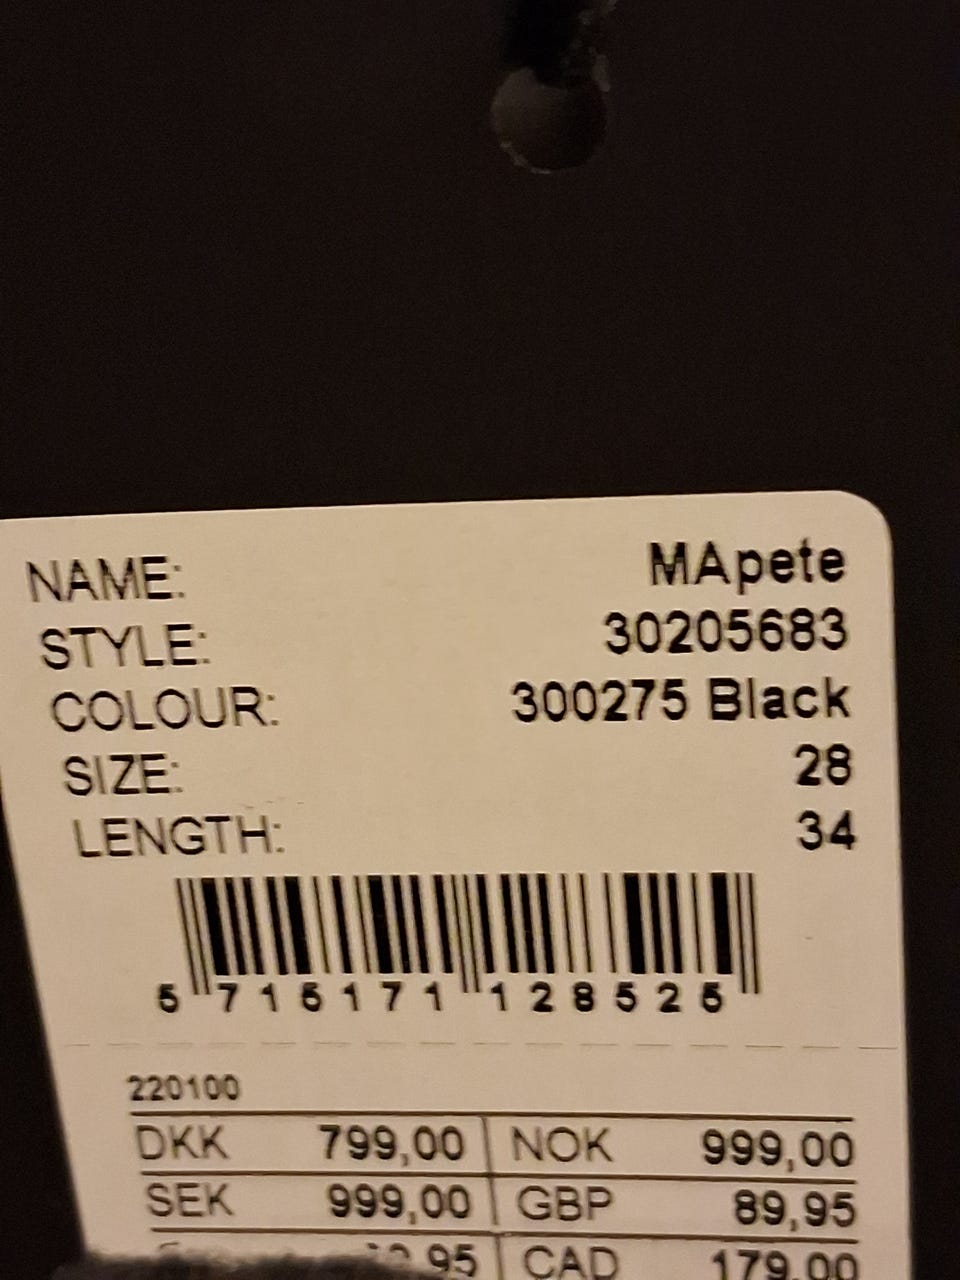 NAME: MApete
STYLE: 30205683
COLOUR: 300275 Black
SIZE: 28
LENGTH: 34
5 715171 128525
220100
DKK 799,00 NOK 999,00
SEK 999,00 GBP 89,95
CAD 179,00